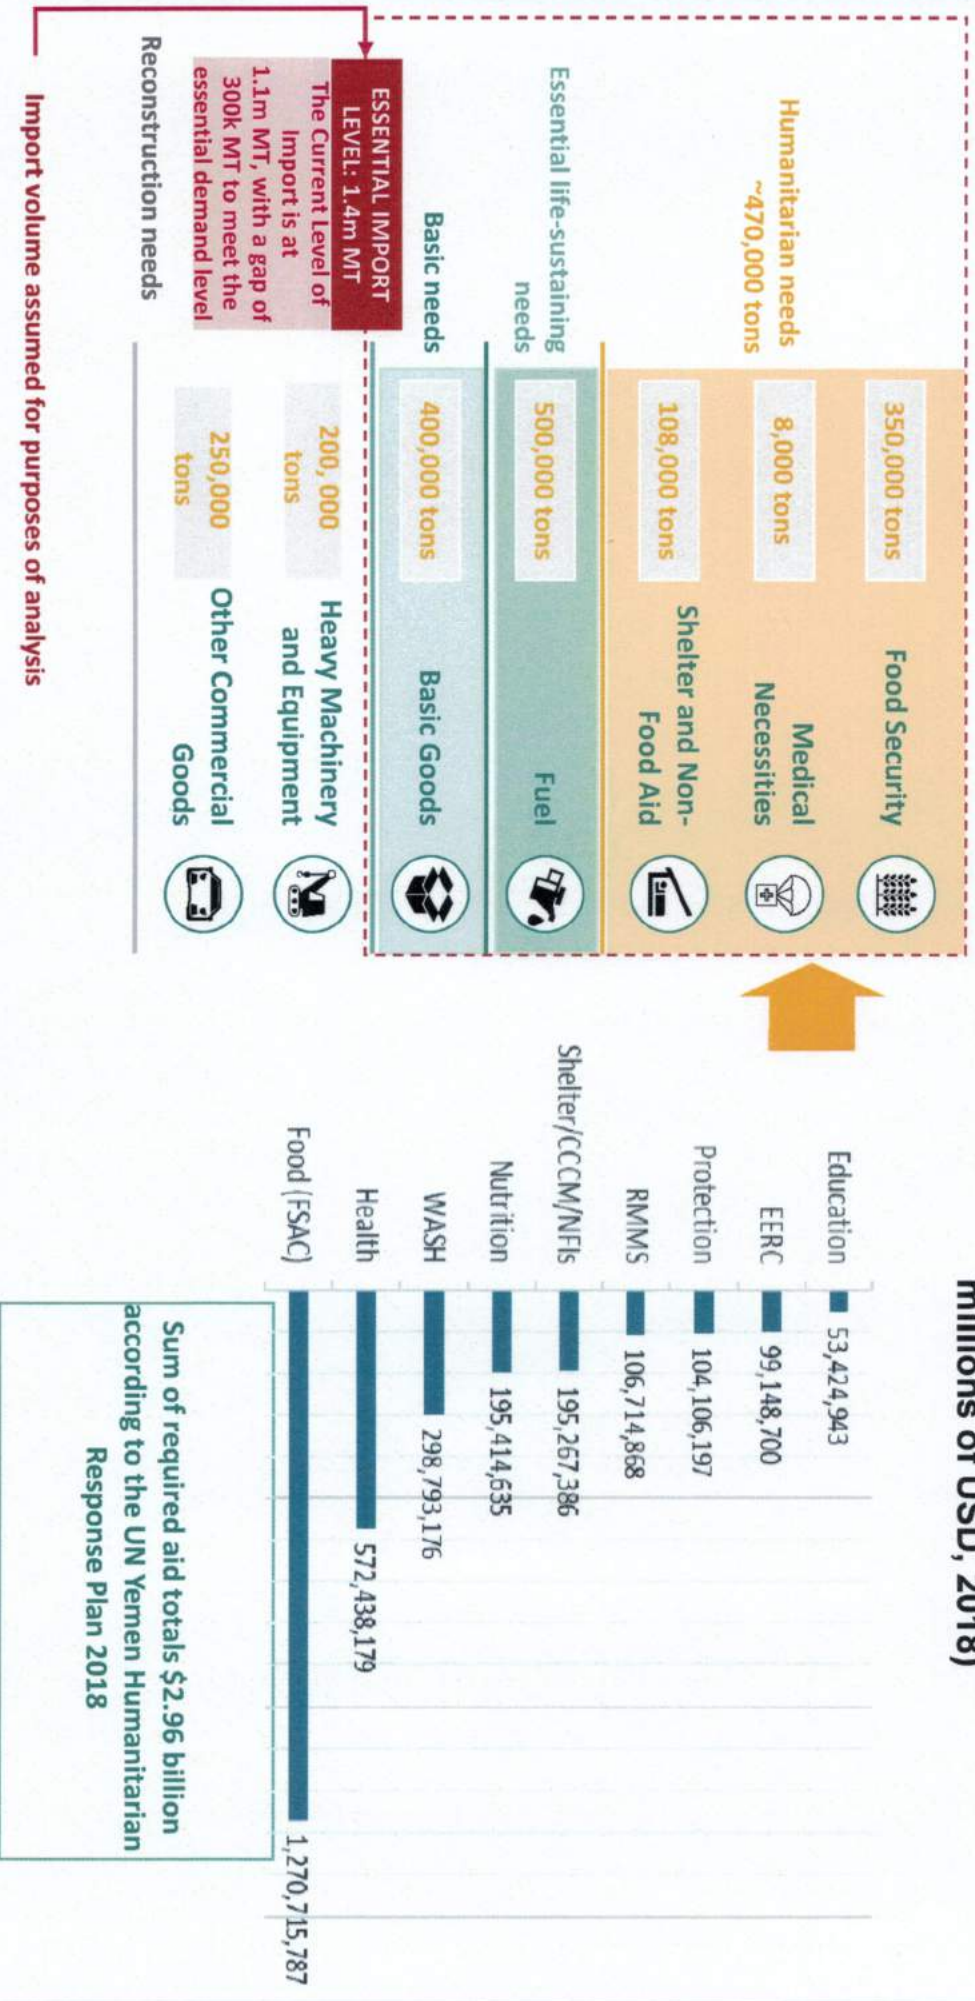 Humanitarian needs
~470,000 tons
350,000 tons
Food Security
8,000 tons
Medical
Necessities
108,000 tons
Shelter and Non-
Food Aid
Essential life-sustaining
needs
500,000 tons
Fuel
Basic needs
400,000 tons
Basic Goods
ESSENTIAL IMPORT
LEVEL: 1.4m MT
The Current Level of
Import is at
1.1m MT, with a gap of
300k MT to meet the
essential demand level
200, 000
tons
Heavy Machinery
and Equipment
Reconstruction needs
250,000
tons
Other Commercial
Goods
Import volume assumed for purposes of analysis
millions of USD, 2018)
Education
53,424,943
EERC
99,148,700
Protection
104,106,197
RMMS
106,714,868
Shelter/CCCM/NFIs
195,267,386
Nutrition
195,414,635
WASH
298,793,176
Health
572,438,179
Food (FSAC)
1,270,715,787
Sum of required aid totals $2.96 billion
according to the UN Yemen Humanitarian
Response Plan 2018